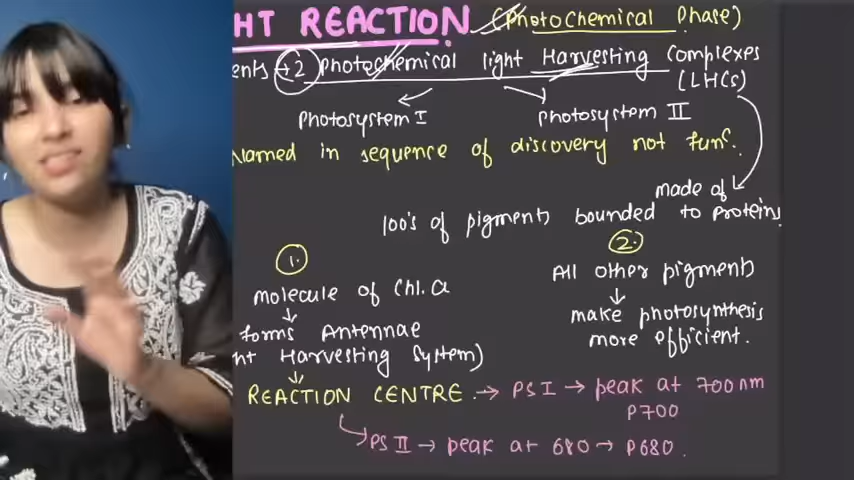 HT REACTION (PhotoChemical Phase)
ents → 2 Photochemical light Harvesting Complexes
(LHCs)
Photosystem I Photosystem II
Named in sequence of discovery not func.
made of
100's of pigments bounded to proteins
1. 2.
molecule of Chl. a All other pigments
forms Antennae make photosynthesis
ht Harvesting System) more efficient.
REACTION CENTRE → PS I → peak at 700 nm
P700
PS II → peak at 680 → P680.